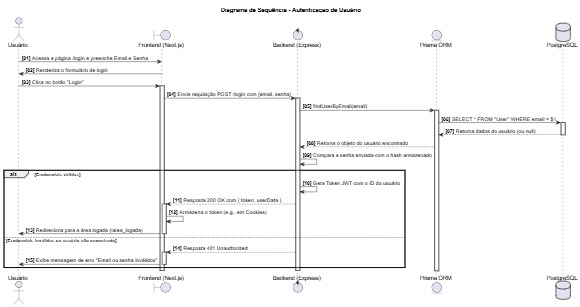 Diagrama de Sequência - Autenticação de Usuário
Usuário
Frontend (Next.js)
Backend (Express)
Prisma ORM
PostgreSQL
[01] Acessa a página /login e preenche Email e Senha
[02] Renderiza o formulário de login
[03] Clica no botão "Login"
[04] Envia requisição POST /login com {email, senha}
[05] findUserByEmail(email)
[06] SELECT * FROM "User" WHERE email = $1
[07] Retorna dados do usuário (ou null)
[08] Retorna o objeto do usuário encontrado
[09] Compara a senha enviada com o hash armazenado
alt
[Credenciais válidas]
[10] Gera Token JWT com o ID do usuário
[11] Resposta 200 OK com { token, userData }
[12] Armazena o token (e.g., em Cookies)
[13] Redireciona para a área logada (/area_logada)
[Credenciais inválidas ou usuário não encontrado]
[14] Resposta 401 Unauthorized
[15] Exibe mensagem de erro "Email ou senha inválidos"
Usuário
Frontend (Next.js)
Backend (Express)
Prisma ORM
PostgreSQL